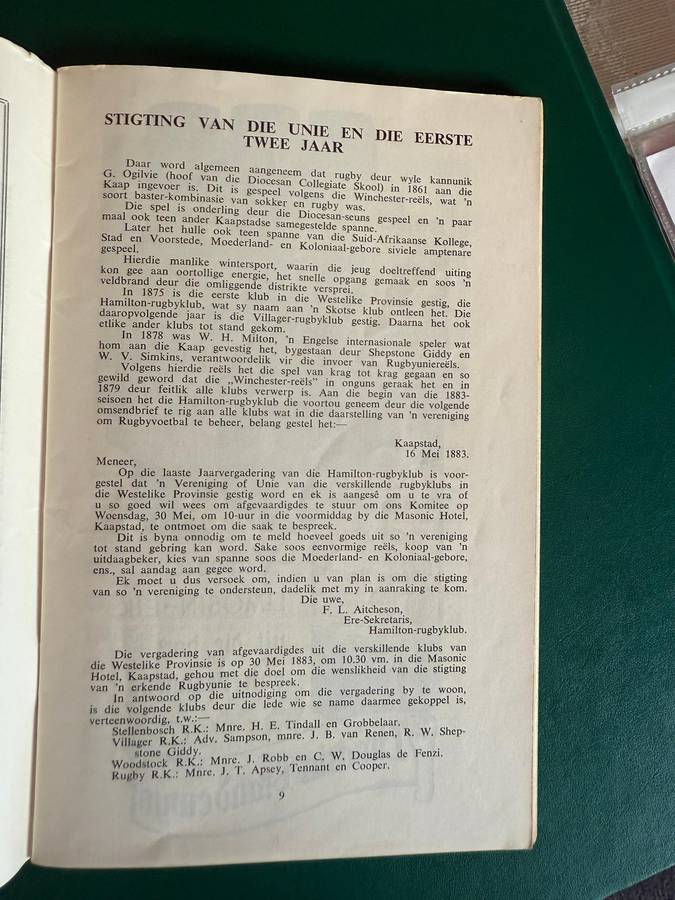 STIGTING VAN DIE UNIE EN DIE EERSTE
TWEE JAAR
Daar word algemeen aangeneem dat rugby deur wyle kannunik
G. Ogilvie (hoof van die Diocesan Collegiate Skool) in 1861 aan die
Kaap ingevoer is. Dit is gespeel volgens die Winchester-reëls, wat 'n
soort baster-kombinasie van sokker en rugby was.
Die spel is onderling deur die Diocesan-seuns gespeel en 'n paar
maal ook teen ander Kaapstadse samegestelde spanne.
Later het hulle ook teen spanne van die Suid-Afrikaanse Kollege,
Stad en Voorstede, Moederland- en Koloniaal-gebore siviele amptenare
gespeel.
Hierdie manlike wintersport, waarin die jeug doeltreffend uiting
kon gee aan oortollige energie, het snelle opgang gemaak en soos 'n
veldbrand deur die omliggende distrikte versprei.
In 1875 is die eerste klub in die Westelike Provinsie gestig, die
Hamilton-rugbyklub, wat sy naam aan 'n Skotse klub ontleen het. Die
daaropvolgende jaar is die Villager-rugbyklub gestig. Daarna het ook
etlike ander klubs tot stand gekom.
In 1878 was W. H. Milton, 'n Engelse internasionale speler wat
hom aan die Kaap gevestig het, bygestaan deur Shepstone Giddy en
W. V. Simkins, verantwoordelik vir die invoer van Rugbyuniereëls.
Volgens hierdie reëls het die spel van krag tot krag gegaan en so
gewild geword dat die „Winchester-reëls” in onguns geraak het en in
1879 deur feitlik alle klubs verwerp is. Aan die begin van die 1883-
seisoen het die Hamilton-rugbyklub die voortou geneem deur die volgende
omsendbrief te rig aan alle klubs wat in die daarstelling van 'n vereniging
om Rugbyvoetbal te beheer, belang gestel het:—
Kaapstad,
16 Mei 1883.
Meneer,
Op die laaste Jaarvergadering van die Hamilton-rugbyklub is voor-
gestel dat 'n Vereniging of Unie van die verskillende rugbyklubs in
die Westelike Provinsie gestig word en ek is aangesê om u te vra of
u so goed wil wees om afgevaardigdes te stuur om ons Komitee op
Woensdag, 30 Mei, om 10-uur in die voormiddag by die Masonic Hotel,
Kaapstad, te ontmoet om die saak te bespreek.
Dit is byna onnodig om te meld hoeveel goeds uit so 'n vereniging
tot stand gebring kan word. Sake soos eenvormige reëls, koop van 'n
uitdaagbeker, kies van spanne soos die Moederland- en Koloniaal-gebore,
ens., sal aandag aan gegee word.
Ek moet u dus versoek om, indien u van plan is om die stigting
van so 'n vereniging te ondersteun, dadelik met my in aanraking te kom.
Die uwe,
F. L. Aitcheson,
Ere-Sekretaris,
Hamilton-rugbyklub.
Die vergadering van afgevaardigdes uit die verskillende klubs van
die Westelike Provinsie is op 30 Mei 1883, om 10.30 vm. in die Masonic
Hotel, Kaapstad, gehou met die doel om die wenslikheid van die stigting
van 'n erkende Rugbyunie te bespreek.
In antwoord op die uitnodiging om die vergadering by te woon,
is die volgende klubs deur die lede wie se name daarmee gekoppel is,
verteenwoordig, t.w.:—
Stellenbosch R.K.: Mnre. H. E. Tindall en Grobbelaar.
Villager R.K.: Adv. Sampson, mnre. J. B. van Renen, R. W. Shep-
stone Giddy.
Woodstock R.K.: Mnre. J. Robb en C. W. Douglas de Fenzi.
Rugby R.K.: Mnre. J. T. Apsey, Tennant en Cooper.
9